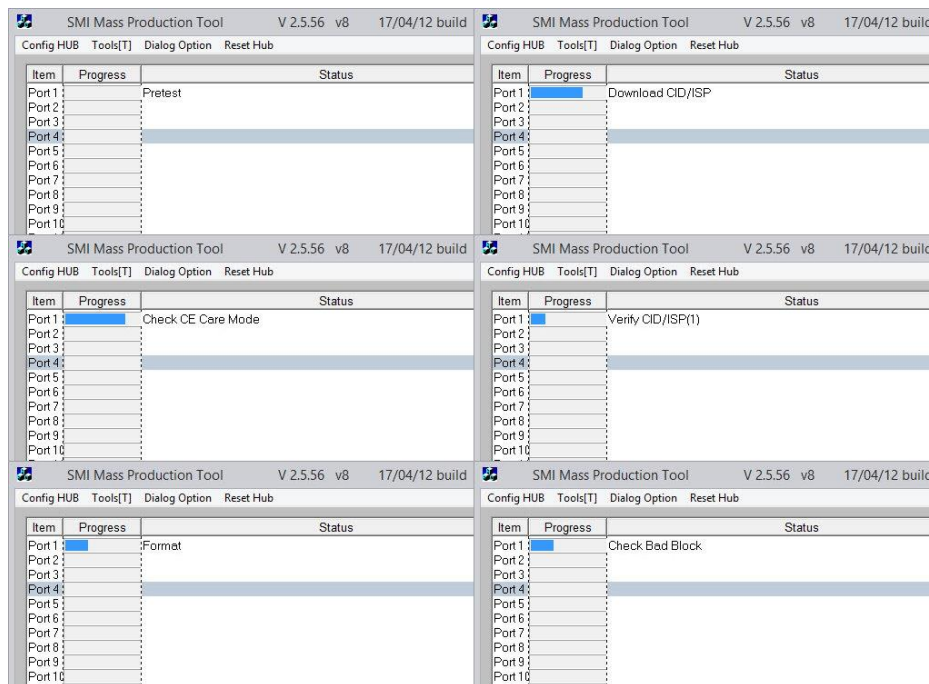 SMI Mass Production Tool V 2.5.56 v8 17/04/12 build
Config HUB Tools[T] Dialog Option Reset Hub
Item Progress Status
Port 1 Pretest
Port 2
Port 3
Port 4
Port 5
Port 6
Port 7
Port 8
Port 9
Port 10
SMI Mass Production Tool V 2.5.56 v8 17/04/12 build
Config HUB Tools[T] Dialog Option Reset Hub
Item Progress Status
Port 1 Download CID/ISP
Port 2
Port 3
Port 4
Port 5
Port 6
Port 7
Port 8
Port 9
Port 10
SMI Mass Production Tool V 2.5.56 v8 17/04/12 build
Config HUB Tools[T] Dialog Option Reset Hub
Item Progress Status
Port 1 Check CE Care Mode
Port 2
Port 3
Port 4
Port 5
Port 6
Port 7
Port 8
Port 9
Port 10
SMI Mass Production Tool V 2.5.56 v8 17/04/12 build
Config HUB Tools[T] Dialog Option Reset Hub
Item Progress Status
Port 1 Verify CID/ISP(1)
Port 2
Port 3
Port 4
Port 5
Port 6
Port 7
Port 8
Port 9
Port 10
SMI Mass Production Tool V 2.5.56 v8 17/04/12 build
Config HUB Tools[T] Dialog Option Reset Hub
Item Progress Status
Port 1 Format
Port 2
Port 3
Port 4
Port 5
Port 6
Port 7
Port 8
Port 9
Port 10
SMI Mass Production Tool V 2.5.56 v8 17/04/12 build
Config HUB Tools[T] Dialog Option Reset Hub
Item Progress Status
Port 1 Check Bad Block
Port 2
Port 3
Port 4
Port 5
Port 6
Port 7
Port 8
Port 9
Port 10